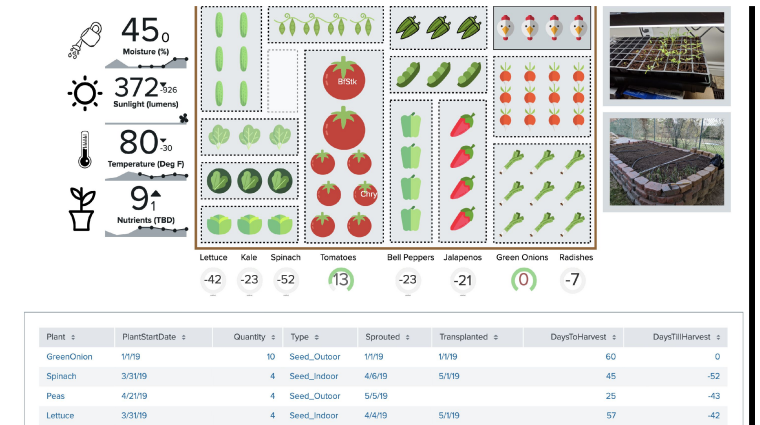 45 0
Moisture (%)
372 -926
Sunlight (lumens)
80 -30
Temperature (Deg F)
9 1
Nutrients (TBD)
BfStk
Chry
Lettuce Kale Spinach Tomatoes Bell Peppers Jalapenos Green Onions Radishes
-42 -23 -52 13 -23 -21 0 -7
Plant PlantStartDate Quantity Type Sprouted Transplanted DaysToHarvest DaysTillHarvest
GreenOnion 1/1/19 10 Seed_Outoor 1/1/19 1/1/19 60 0
Spinach 3/31/19 4 Seed_Indoor 4/6/19 5/1/19 45 -52
Peas 4/21/19 4 Seed_Outoor 5/5/19 25 -43
Lettuce 3/31/19 4 Seed_Indoor 4/4/19 5/1/19 57 -42